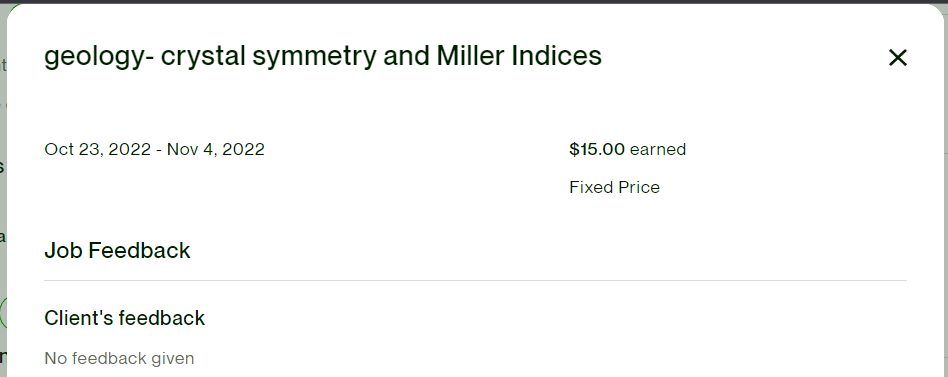 geology- crystal symmetry and Miller Indices
Oct 23, 2022 - Nov 4, 2022
$15.00 earned
Fixed Price
Job Feedback
Client's feedback
No feedback given